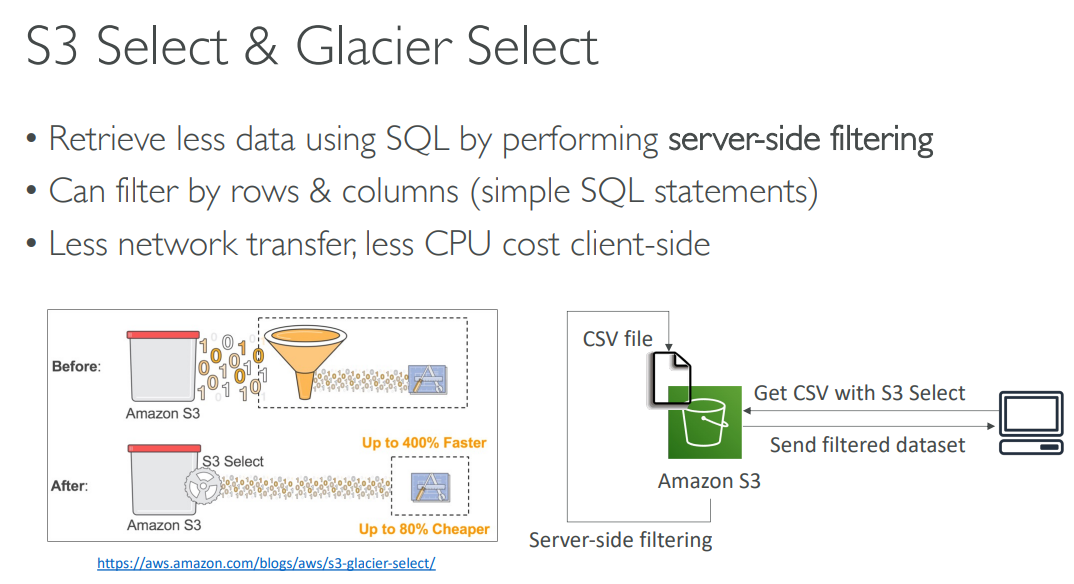 S3 Select & Glacier Select
• Retrieve less data using SQL by performing server-side filtering
• Can filter by rows & columns (simple SQL statements)
• Less network transfer, less CPU cost client-side
Before:
Amazon S3
Up to 400% Faster
After:
S3 Select
Amazon S3
Up to 80% Cheaper
https://aws.amazon.com/blogs/aws/s3-glacier-select/
CSV file
Get CSV with S3 Select
Send filtered dataset
Amazon S3
Server-side filtering